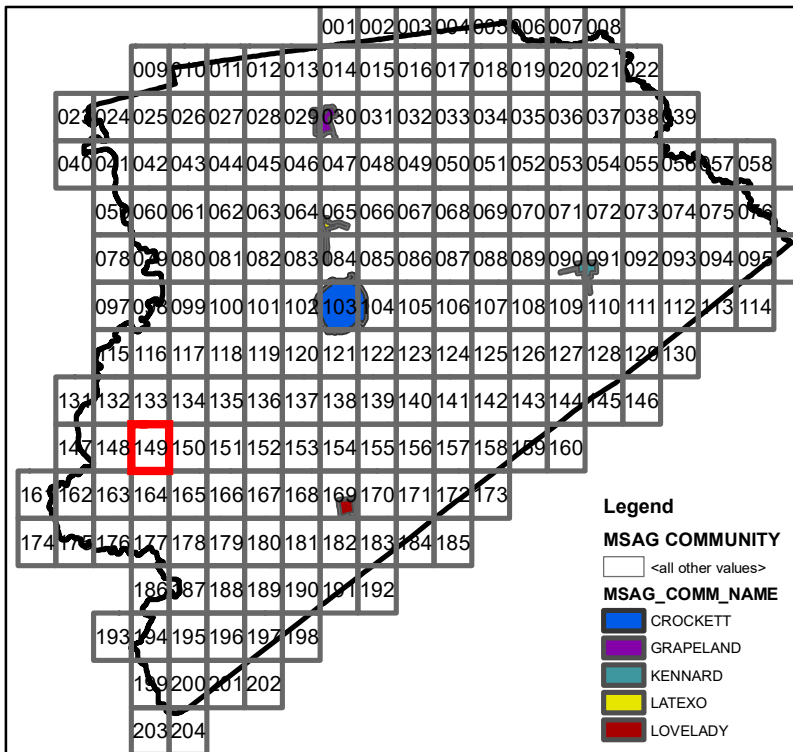 001 002 003 004 005 006 007 008
009 010 011 012 013 014 015 016 017 018 019 020 021 022
023 024 025 026 027 028 029 030 031 032 033 034 035 036 037 038 039
040 041 042 043 044 045 046 047 048 049 050 051 052 053 054 055 056 057 058
059 060 061 062 063 064 065 066 067 068 069 070 071 072 073 074 075 076
078 079 080 081 082 083 084 085 086 087 088 089 090 091 092 093 094 095
097 098 099 100 101 102 103 104 105 106 107 108 109 110 111 112 113 114
115 116 117 118 119 120 121 122 123 124 125 126 127 128 129 130
131 132 133 134 135 136 137 138 139 140 141 142 143 144 145 146
147 148 149 150 151 152 153 154 155 156 157 158 159 160
161 162 163 164 165 166 167 168 169 170 171 172 173
174 175 176 177 178 179 180 181 182 183 184 185
186 187 188 189 190 191 192
193 194 195 196 197 198
199 200 201 202
203 204
Legend
MSAG COMMUNITY
<all other values>
MSAG_COMM_NAME
CROCKETT
GRAPELAND
KENNARD
LATEXO
LOVELADY